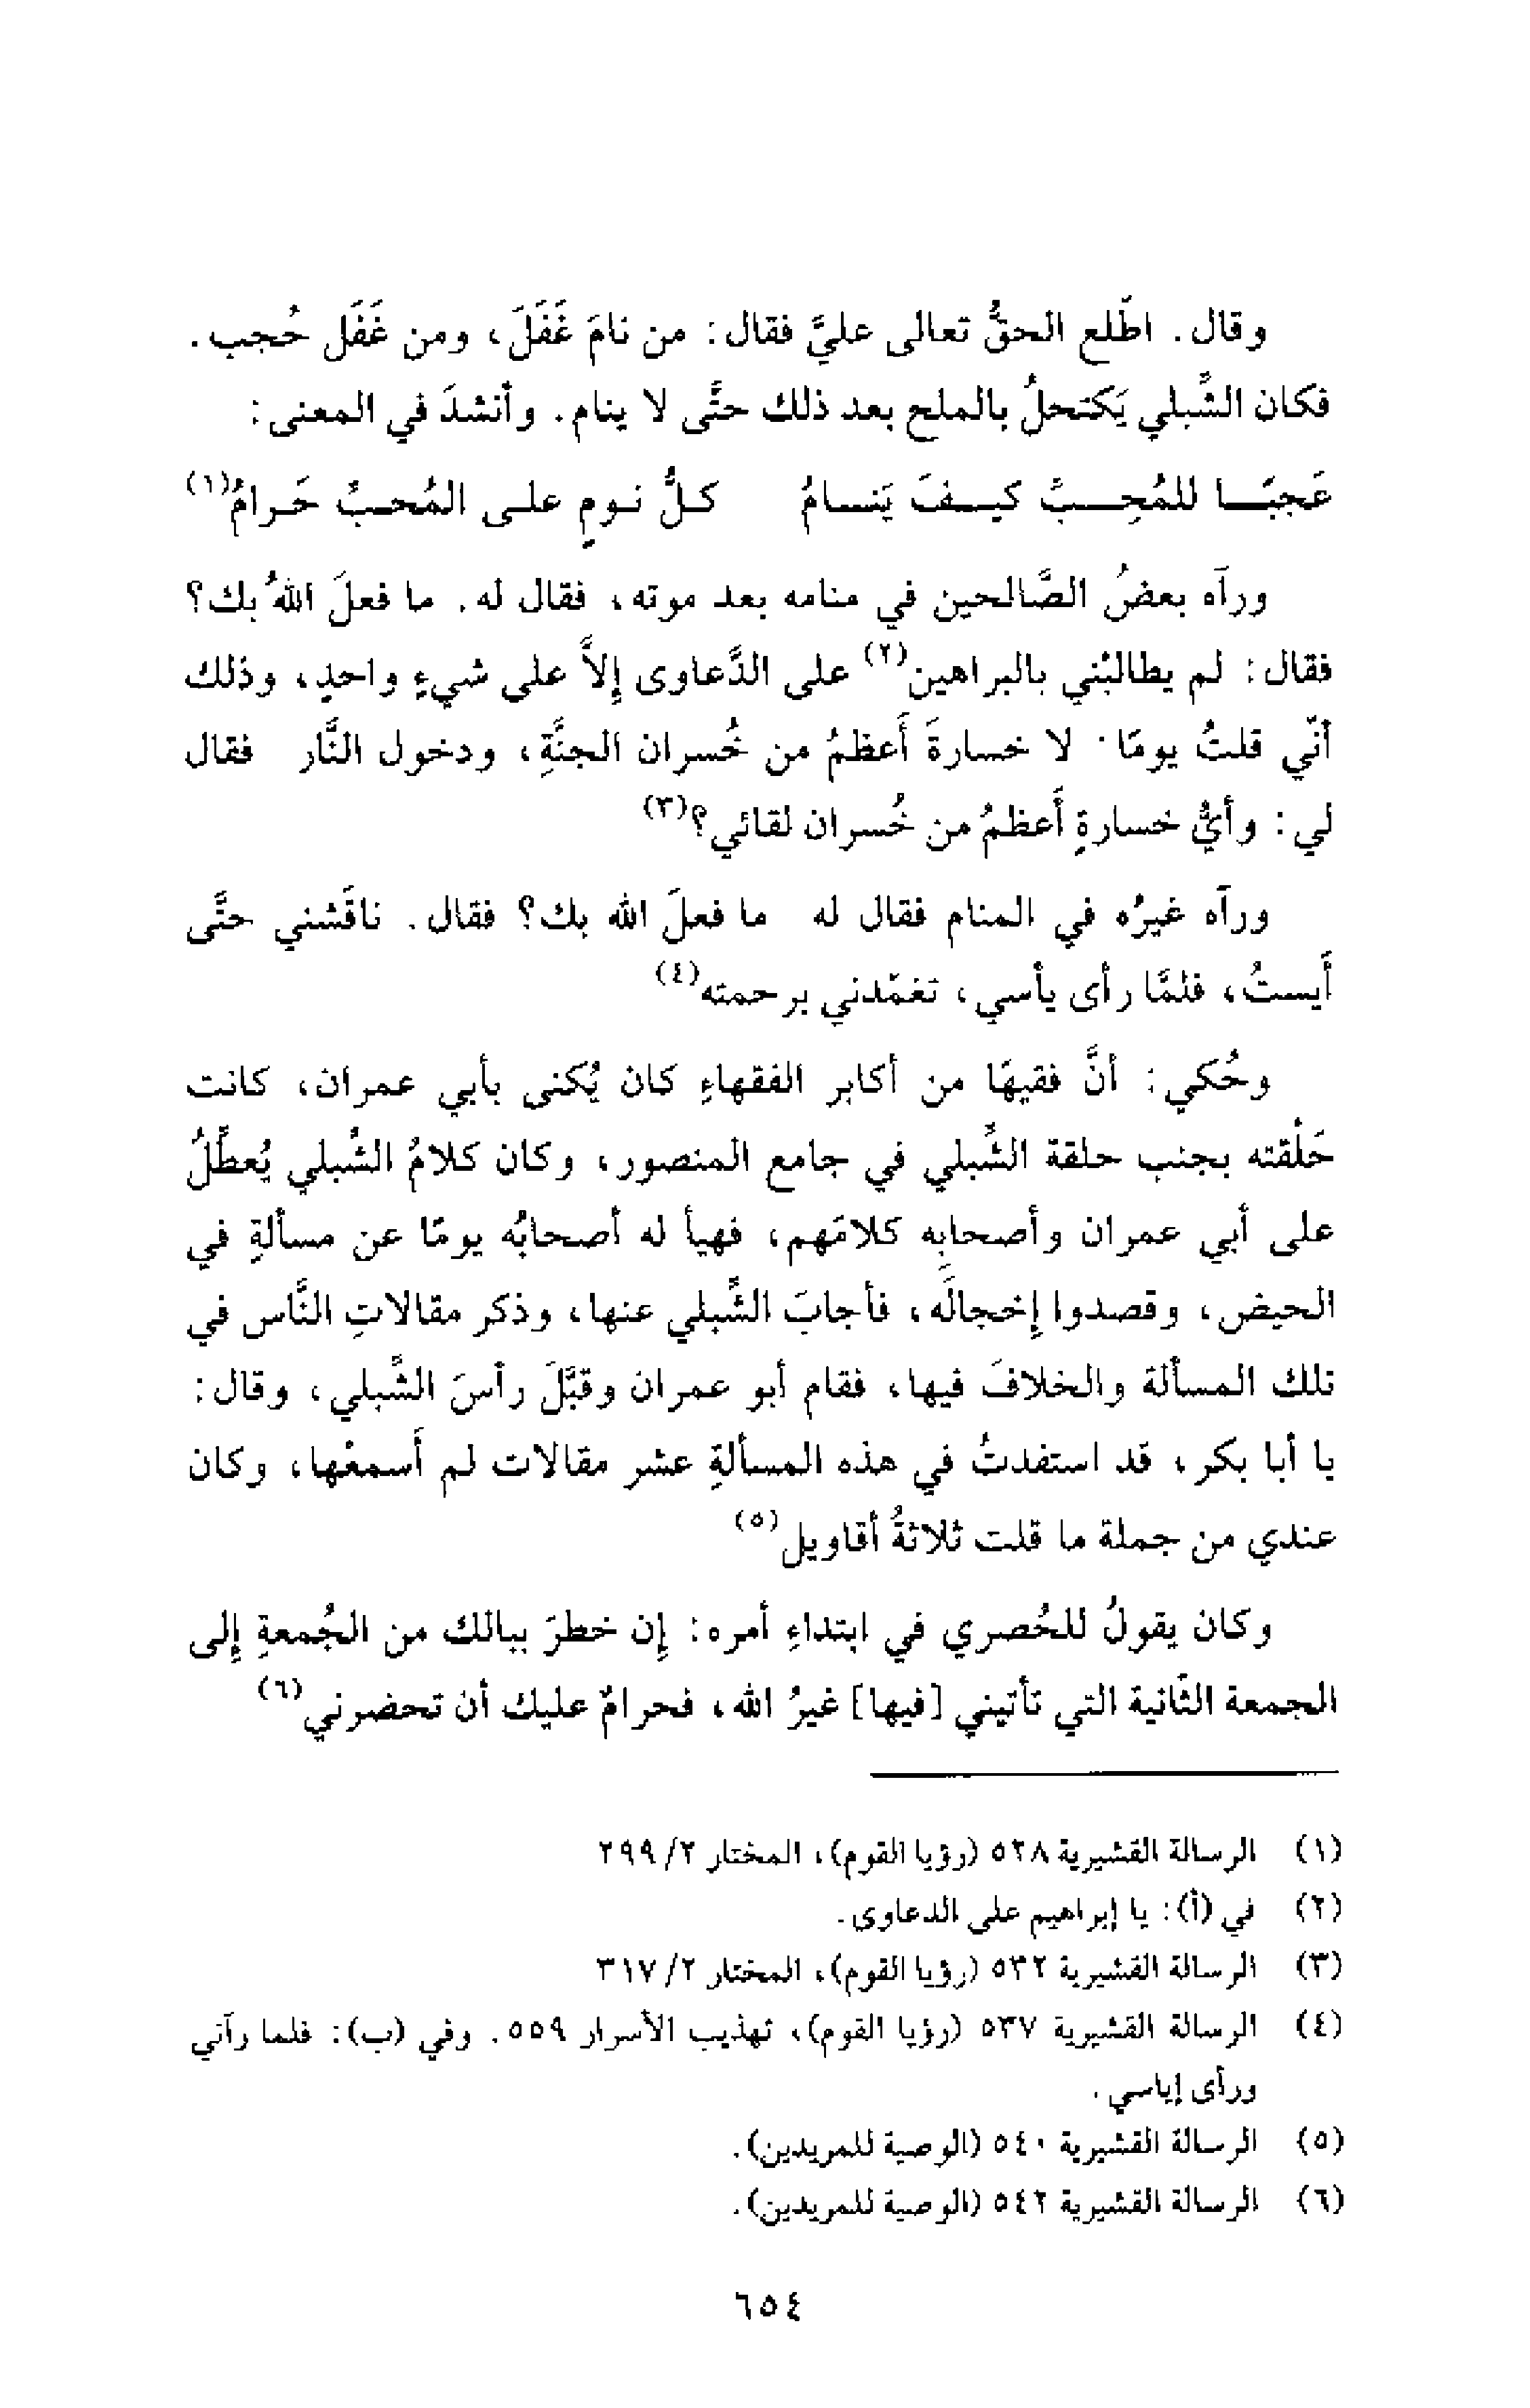 وقال. اطَّلع الحقُّ تعالى عليَّ فقال: من نامَ غَفَلَ، ومن غَفَل حُجب.
فكان الشِّبلي يَكتحلُ بالملح بعد ذلك حتَّى لا ينام. وأنشدَ في المعنى:
عَجبًا للمُحِبِّ كيفَ يَنامُ كلُّ نومٍ على المُحبِّ حَرامُ(١)
ورآه بعضُ الصَّالحين في منامه بعد موته، فقال له. ما فعلَ اللهُ بك؟
فقال: لم يطالبْني بالبراهين(٢) على الدَّعاوى إلاَّ على شيءٍ واحدٍ، وذلك
أنّي قلتُ يومًا· لا خسارةَ أَعظمُ من خُسران الجنَّةِ، ودخول النَّار فقال
لي: وأيُّ خسارةٍ أَعظمُ من خُسران لقائي؟(٣)
ورآه غيرُه في المنام فقال له ما فعلَ الله بك؟ فقال. ناقَشني حتَّى
أَيستُ، فلمَّا رأى يأسي، تغمّدني برحمته(٤)
وحُكي: أنَّ فقيهًا من أكابر الفقهاءِ كان يُكنى بأبي عمران، كانت
حَلْقته بجنب حلقة الشِّبلي في جامع المنصور، وكان كلامُ الشِّبلي يُعطِّلُ
على أبي عمران وأصحابِه كلامَهم، فهيأ له أصحابُه يومًا عن مسألةٍ في
الحيض، وقصدوا إخجالَه، فأجابَ الشِّبلي عنها، وذكر مقالاتِ النَّاس في
تلك المسألة والخلافَ فيها، فقام أبو عمران وقبَّلَ رأسَ الشِّبلي، وقال:
يا أبا بكر، قد استفدتُ في هذه المسألةِ عشر مقالات لم أَسمعْها، وكان
عندي من جملة ما قلت ثلاثةُ أقاويل(٥)
وكان يقولُ للحُصري في ابتداءِ أمره: إن خطرَ ببالك من الجُمعةِ إلى
الجمعة الثّانية التي تأتيني [فيها] غيرُ الله، فحرامٌ عليك أن تحضرني(٦)
(١) الرسالة القشيرية ٥٢٨ (رؤيا القوم)، المختار ٢/ ٢٩٩
(٢) في (أ): يا إبراهيم على الدعاوى.
(٣) الرسالة القشيرية ٥٣٢ (رؤيا القوم)، المختار ٢/ ٣١٧
(٤) الرسالة القشيرية ٥٣٧ (رؤيا القوم)، تهذيب الأسرار ٥٥٩. وفي (ب): فلما رآني
ورأى إياسي.
(٥) الرسالة القشيرية ٥٤٠ (الوصية للمريدين).
(٦) الرسالة القشيرية ٥٤٢ (الوصية للمريدين).
٦٥٤